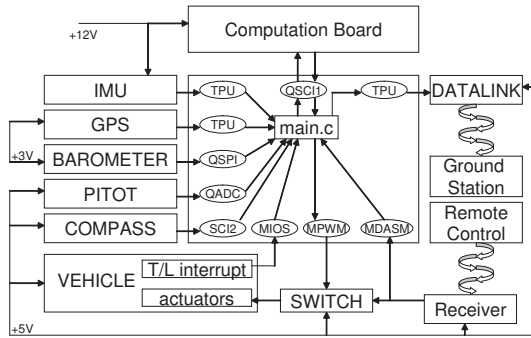 Computation Board
+12V
IMU
TPU
QSCI1
TPU
DATALINK
GPS
TPU
main.c
+3V
BAROMETER
QSPI
Ground
Station
PITOT
QADC
Remote
Control
COMPASS
SCI2
MIOS
MPWM
MDASM
VEHICLE
T/L interrupt
actuators
SWITCH
Receiver
+5V